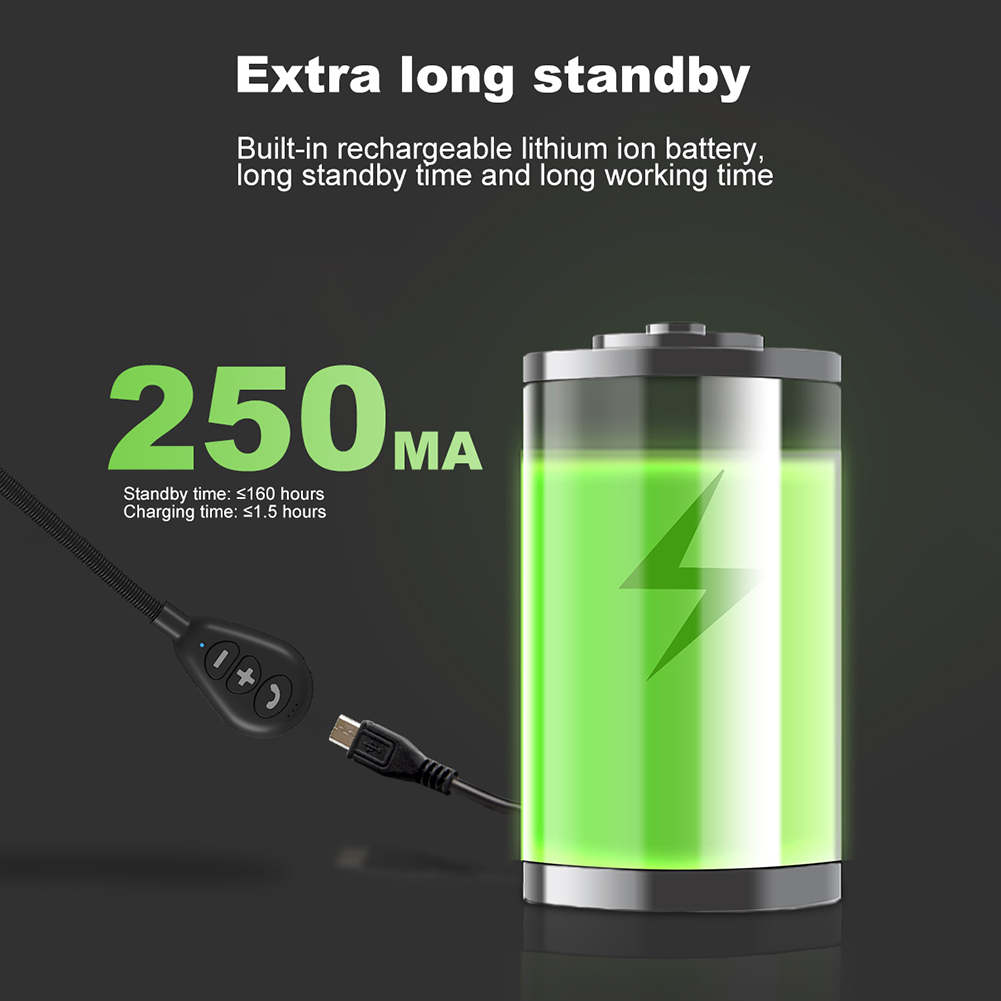 Extra long standby
Built-in rechargeable lithium ion battery,
long standby time and long working time
250MA
Standby time: ≤160 hours
Charging time: ≤1.5 hours